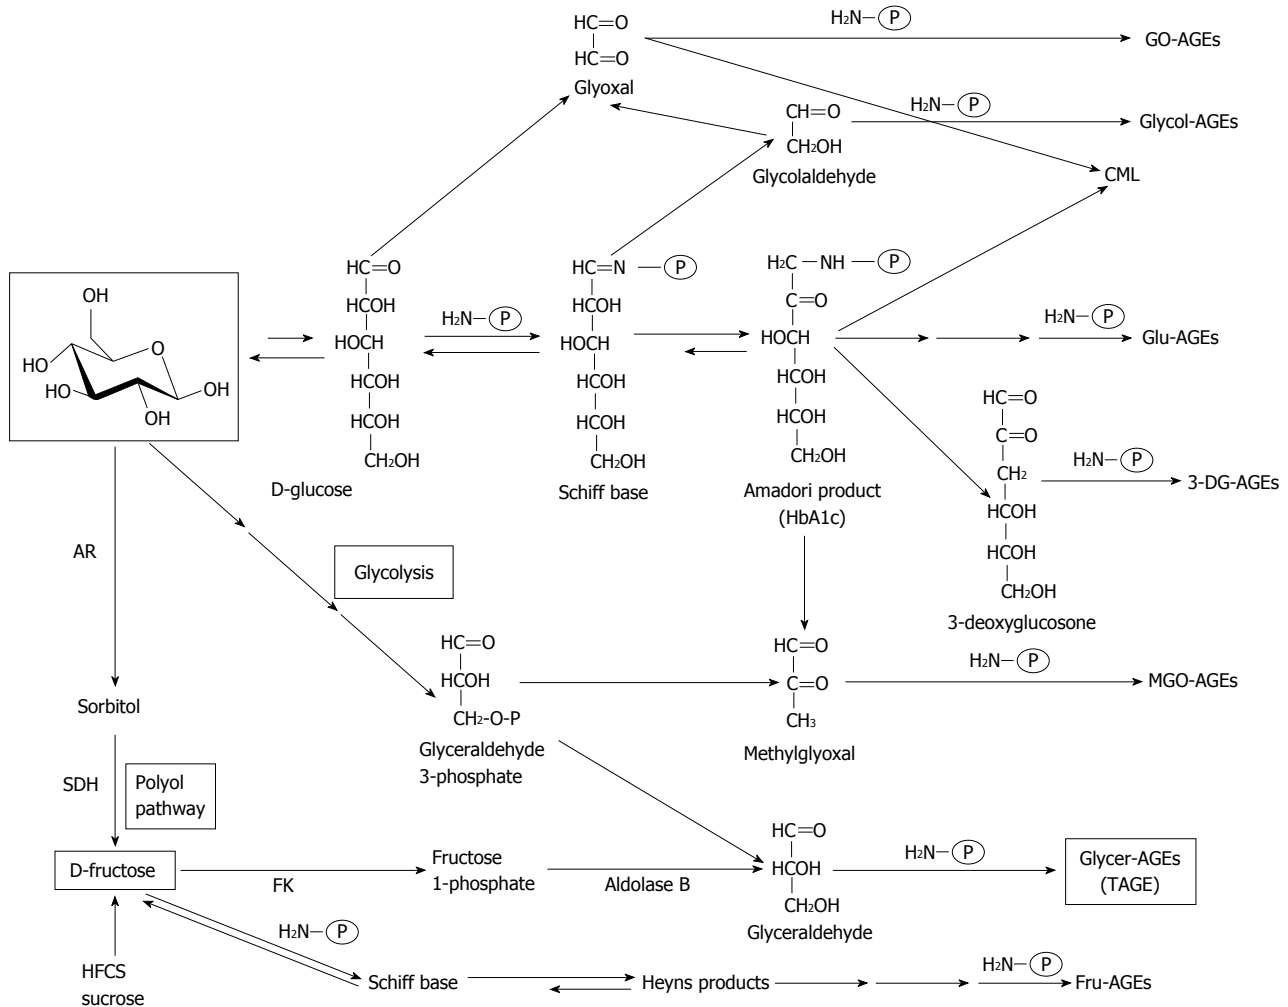 HC=O
HC=O
Glyoxal
H2N-P
GO-AGEs
CH=O
CH2OH
Glycolaldehyde
H2N-P
Glycol-AGEs
CML
OH
HO
HO
O
OH
OH
HC=O
HCOH
HOCH
HCOH
HCOH
CH2OH
D-glucose
H2N-P
HC=N-P
HCOH
HOCH
HCOH
HCOH
CH2OH
Schiff base
H2C-NH-P
C=O
HOCH
HCOH
HCOH
CH2OH
Amadori product
(HbA1c)
H2N-P
Glu-AGEs
HC=O
C=O
CH2
HCOH
HCOH
CH2OH
3-deoxyglucosone
H2N-P
3-DG-AGEs
AR
Glycolysis
Sorbitol
HC=O
HCOH
CH2-O-P
Glyceraldehyde
3-phosphate
HC=O
C=O
CH3
Methylglyoxal
H2N-P
MGO-AGEs
SDH
Polyol
pathway
D-fructose
FK
Fructose
1-phosphate
Aldolase B
HC=O
HCOH
CH2OH
Glyceraldehyde
H2N-P
Glycer-AGEs
(TAGE)
HFCS
sucrose
H2N-P
Schiff base
Heyns products
H2N-P
Fru-AGEs